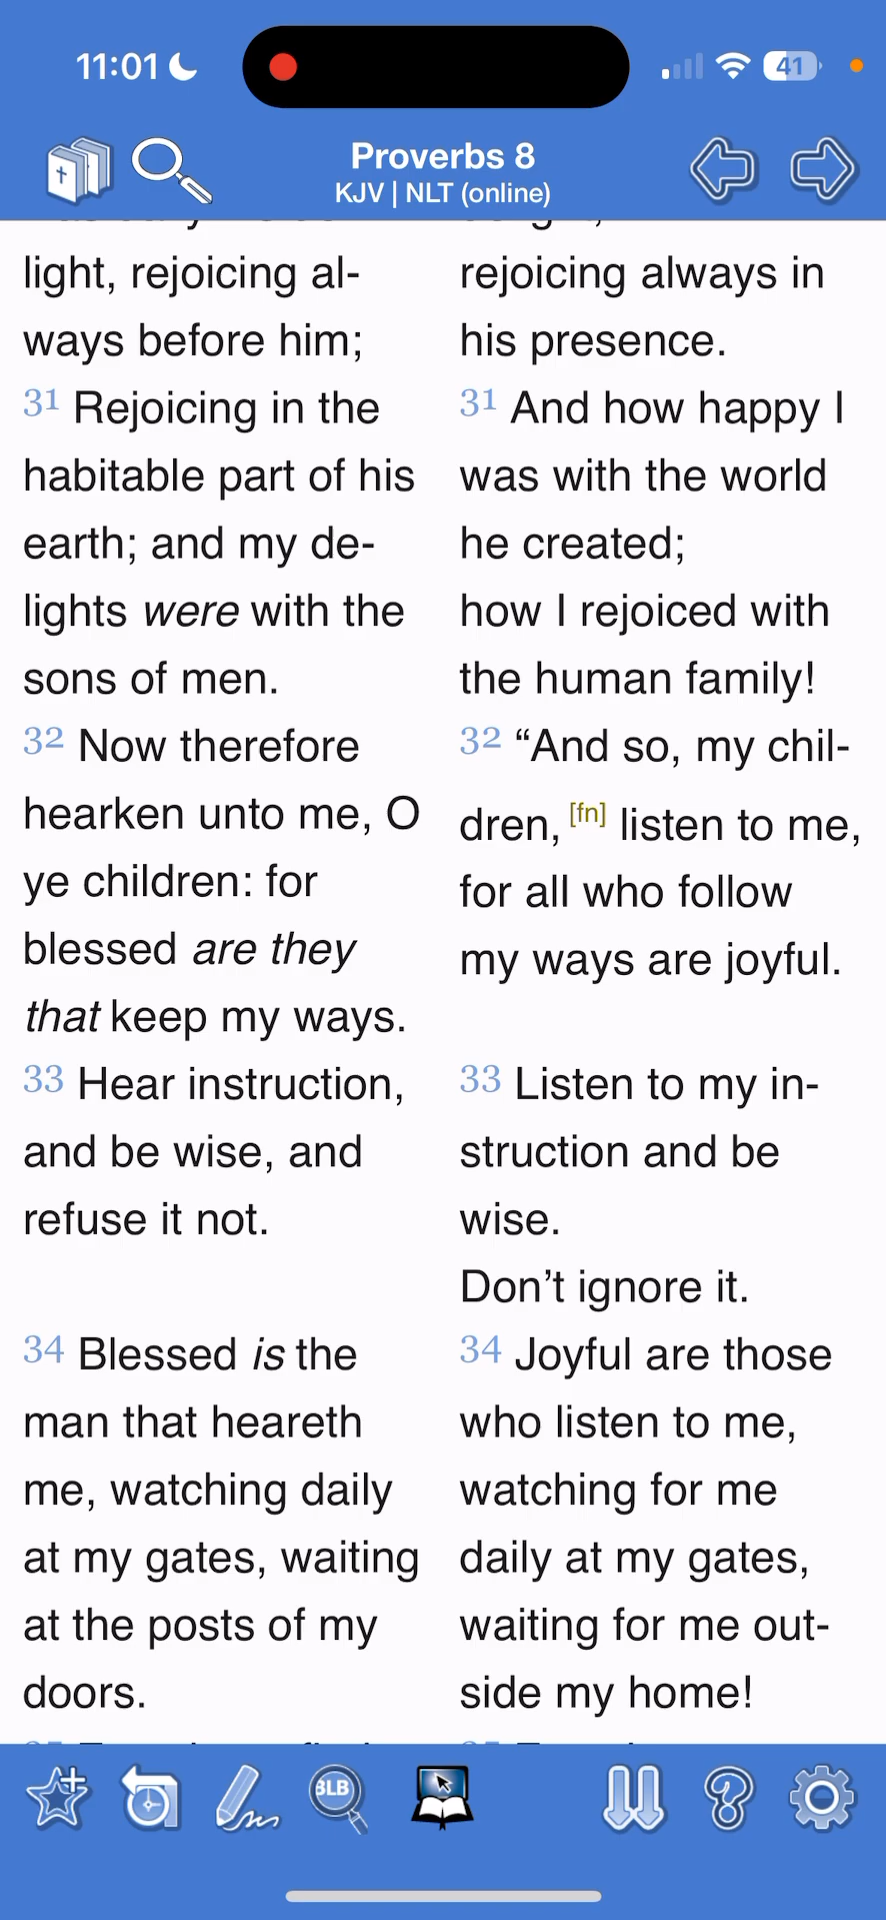 11:01
41
Proverbs 8
KJV | NLT (online)
light, rejoicing al-
ways before him;
31 Rejoicing in the
habitable part of his
earth; and my de-
lights were with the
sons of men.
32 Now therefore
hearken unto me, O
ye children: for
blessed are they
that keep my ways.
33 Hear instruction,
and be wise, and
refuse it not.
34 Blessed is the
man that heareth
me, watching daily
at my gates, waiting
at the posts of my
doors.
rejoicing always in
his presence.
31 And how happy I
was with the world
he created;
how I rejoiced with
the human family!
32 “And so, my chil-
dren, [fn] listen to me,
for all who follow
my ways are joyful.
33 Listen to my in-
struction and be
wise.
Don’t ignore it.
34 Joyful are those
who listen to me,
watching for me
daily at my gates,
waiting for me out-
side my home!
BLB